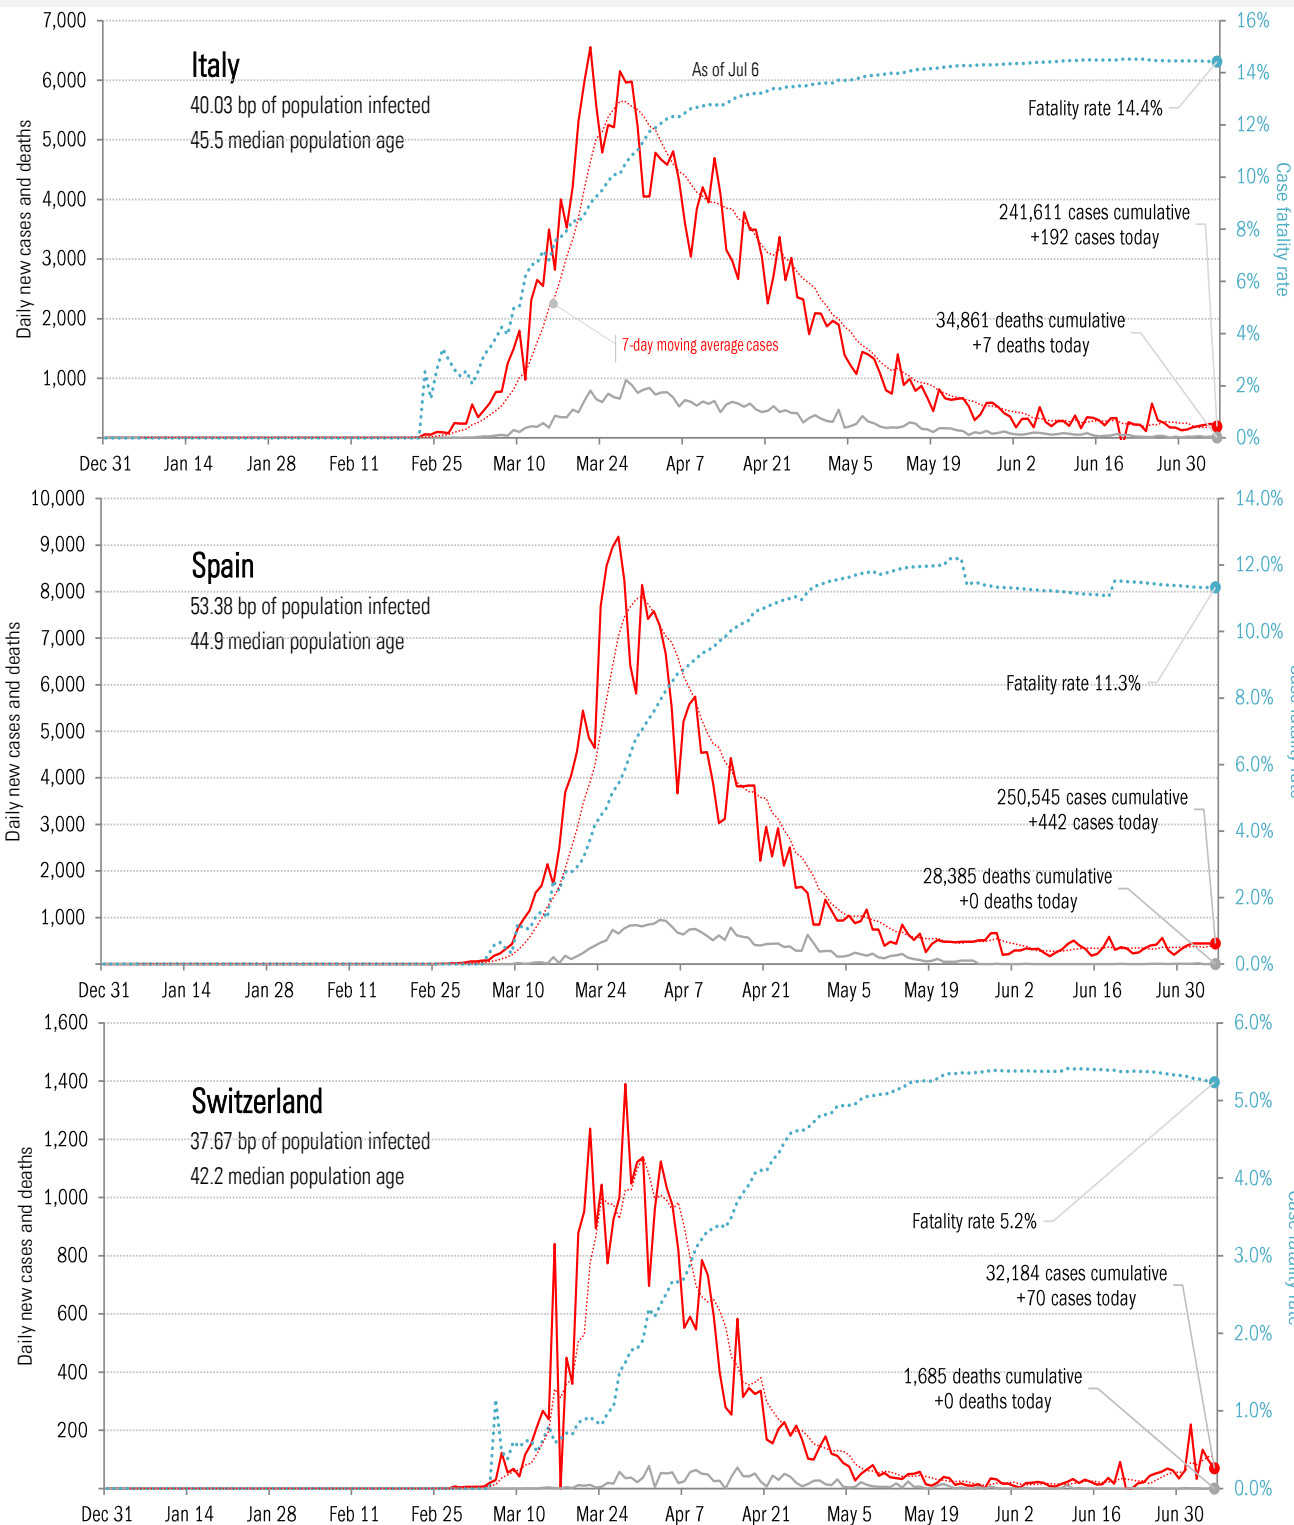 7,000
6,000
5,000
4,000
3,000
2,000
1,000
Daily new cases and deaths
Italy
40.03 bp of population infected
45.5 median population age
As of Jul 6
7-day moving average cases
Fatality rate 14.4%
241,611 cases cumulative
+192 cases today
34,861 deaths cumulative
+7 deaths today
16%
14%
12%
10%
8%
6%
4%
2%
0%
Case fatality rate
Dec 31 Jan 14 Jan 28 Feb 11 Feb 25 Mar 10 Mar 24 Apr 7 Apr 21 May 5 May 19 Jun 2 Jun 16 Jun 30
10,000
9,000
8,000
7,000
6,000
5,000
4,000
3,000
2,000
1,000
Daily new cases and deaths
Spain
53.38 bp of population infected
44.9 median population age
Fatality rate 11.3%
250,545 cases cumulative
+442 cases today
28,385 deaths cumulative
+0 deaths today
14.0%
12.0%
10.0%
8.0%
6.0%
4.0%
2.0%
0.0%
Dec 31 Jan 14 Jan 28 Feb 11 Feb 25 Mar 10 Mar 24 Apr 7 Apr 21 May 5 May 19 Jun 2 Jun 16 Jun 30
1,600
1,400
1,200
1,000
800
600
400
200
Daily new cases and deaths
Switzerland
37.67 bp of population infected
42.2 median population age
Fatality rate 5.2%
32,184 cases cumulative
+70 cases today
1,685 deaths cumulative
+0 deaths today
6.0%
5.0%
4.0%
3.0%
2.0%
1.0%
0.0%
Dec 31 Jan 14 Jan 28 Feb 11 Feb 25 Mar 10 Mar 24 Apr 7 Apr 21 May 5 May 19 Jun 2 Jun 16 Jun 30